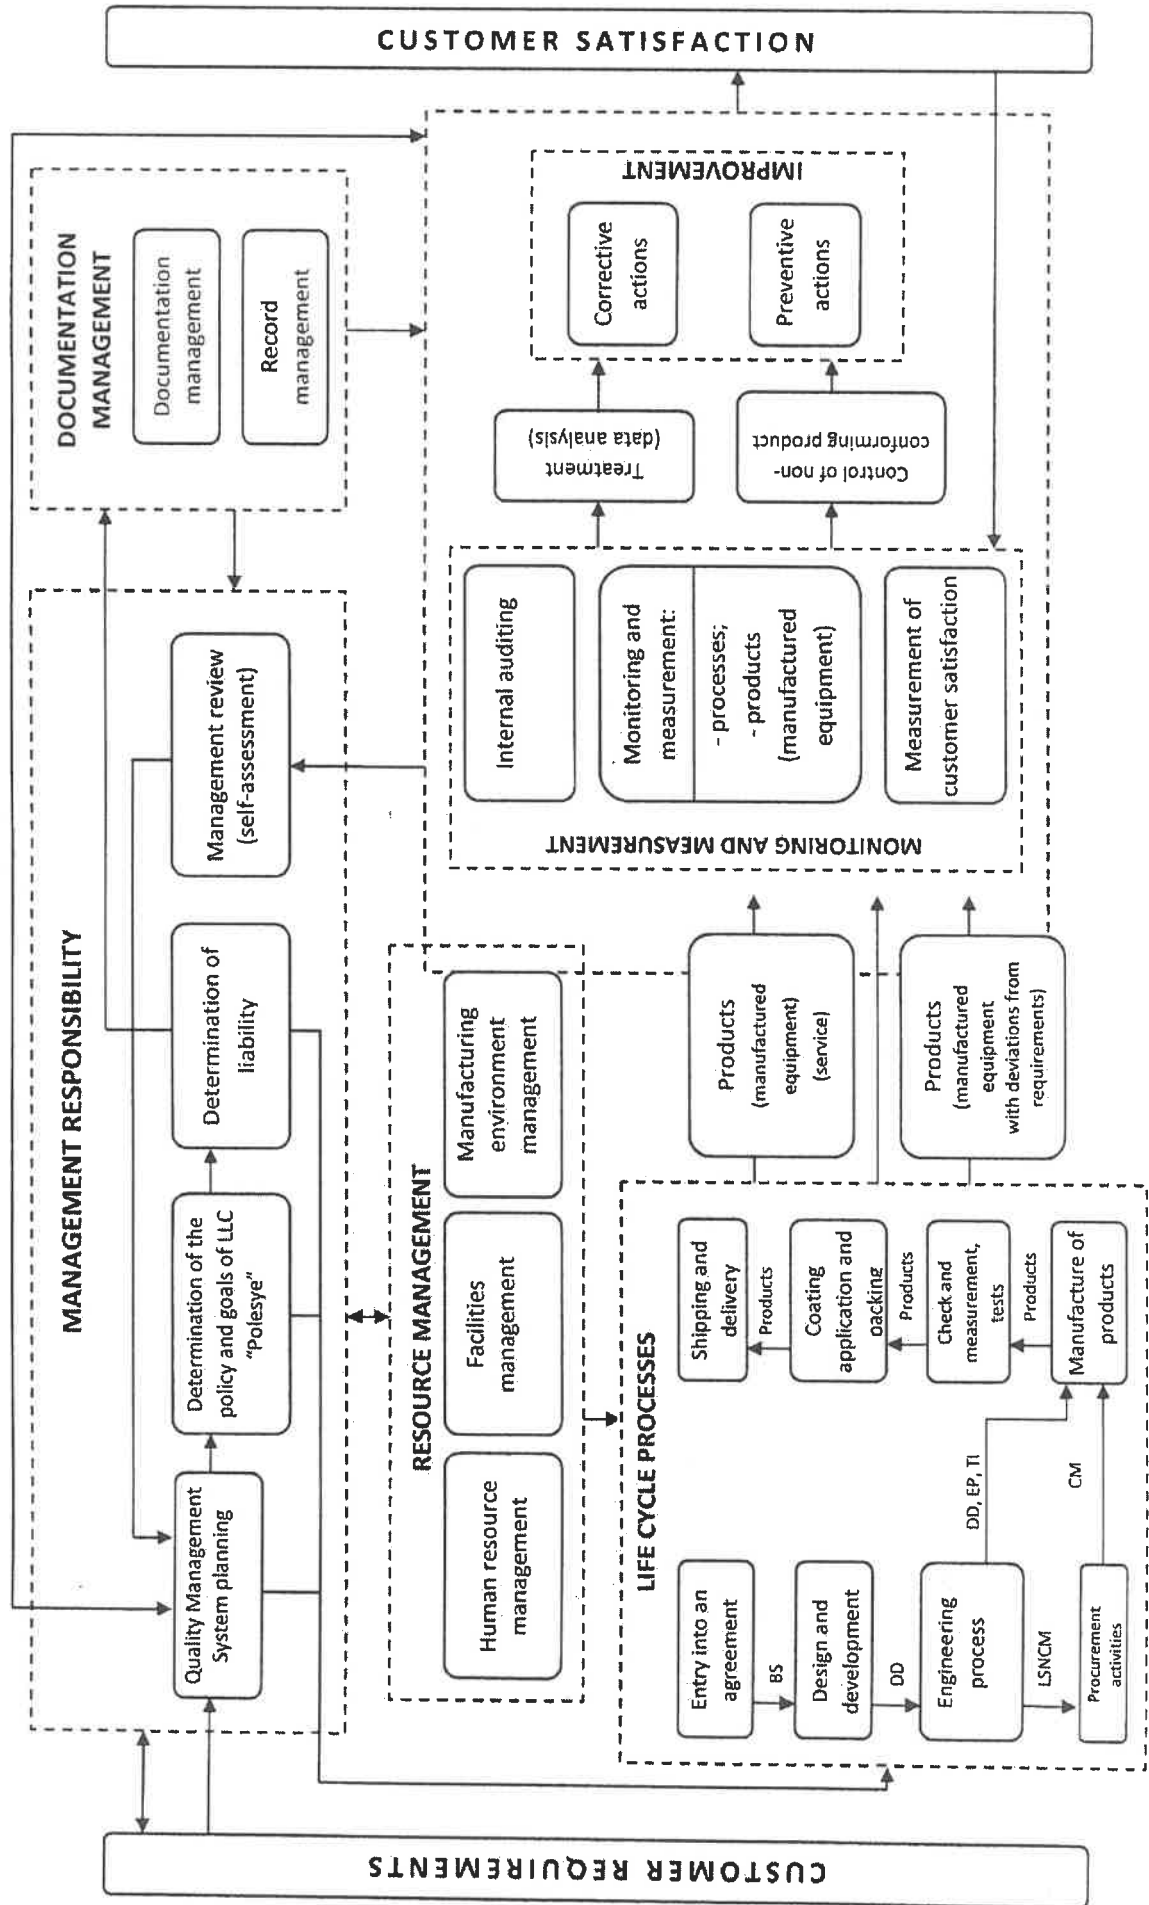 CUSTOMER REQUIREMENTS
MANAGEMENT RESPONSIBILITY
Quality Management
System planning
Determination of the
policy and goals of LLC
"Polesye"
Determination of
liability
Management review
(self-assessment)
DOCUMENTATION
MANAGEMENT
Documentation
management
Record
management
RESOURCE MANAGEMENT
Human resource
management
Facilities
management
Manufacturing
environment
management
LIFE CYCLE PROCESSES
Entry into an
agreement
BS
Design and
development
DD
Engineering
process
LSNCM
Procurement
activities
DD, EP, TI
CM
Shipping and
delivery
Products
Coating
application and
packing
Products
Check and
measurement,
tests
Products
Manufacture of
products
Products
(manufactured
equipment)
(service)
Products
(manufactured
equipment
with deviations from
requirements)
MONITORING AND MEASUREMENT
Internal auditing
Monitoring and
measurement:
- processes;
- products
(manufactured
equipment)
Measurement of
customer satisfaction
Treatment
(data analysis)
Control of non-
conforming product
IMPROVEMENT
Corrective
actions
Preventive
actions
CUSTOMER SATISFACTION